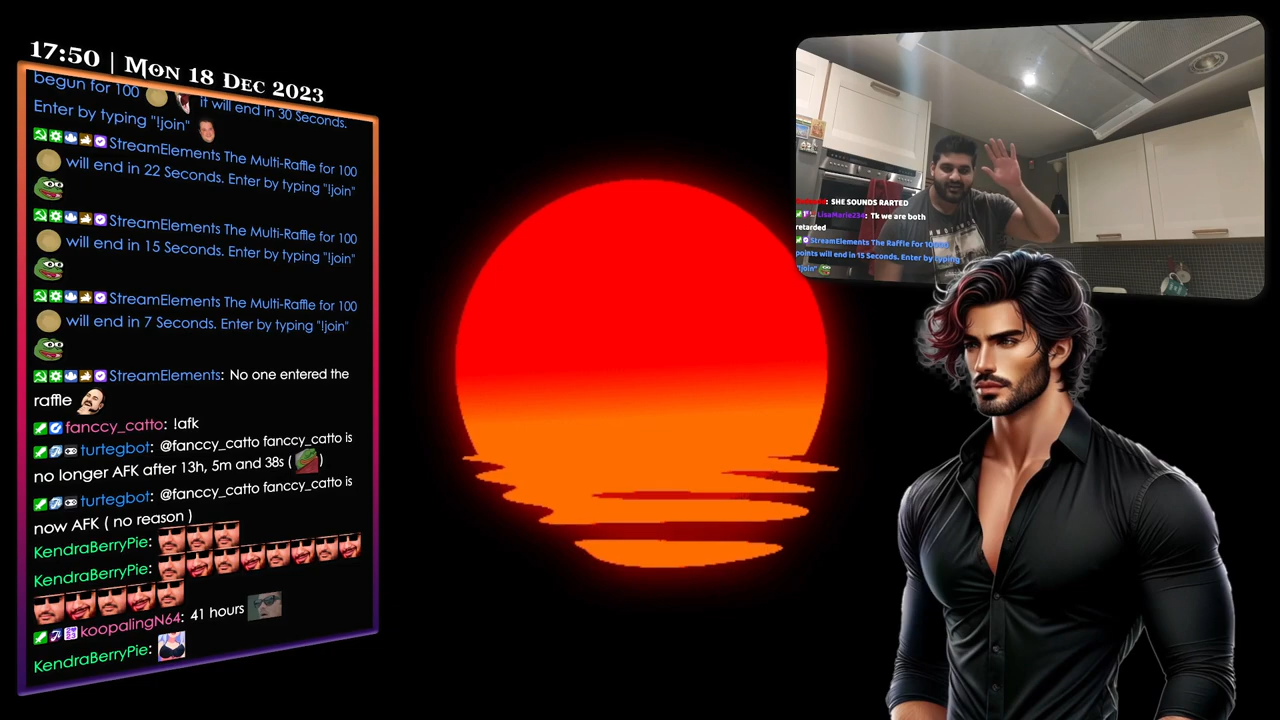 17:50 | Mon 18 Dec 2023
begun for 100 it will end in 30 Seconds.
Enter by typing "!join"
StreamElements The Multi-Raffle for 100
will end in 22 Seconds. Enter by typing "!join"
StreamElements The Multi-Raffle for 100
will end in 15 Seconds. Enter by typing "!join"
StreamElements The Multi-Raffle for 100
will end in 7 Seconds. Enter by typing "!join"
StreamElements: No one entered the
raffle
fanccy_catto: !afk
turtegbot: @fanccy_catto fanccy_catto is
no longer AFK after 13h, 5m and 38s ( )
turtegbot: @fanccy_catto fanccy_catto is
now AFK ( no reason )
KendraBerryPie:
KendraBerryPie:
koopalingN64: 41 hours
KendraBerryPie:
: SHE SOUNDS RARTED
LisaMarie234: Tk we are both
retarded
StreamElements The Raffle for
points will end in 15 Seconds. Enter by typing
"!join"